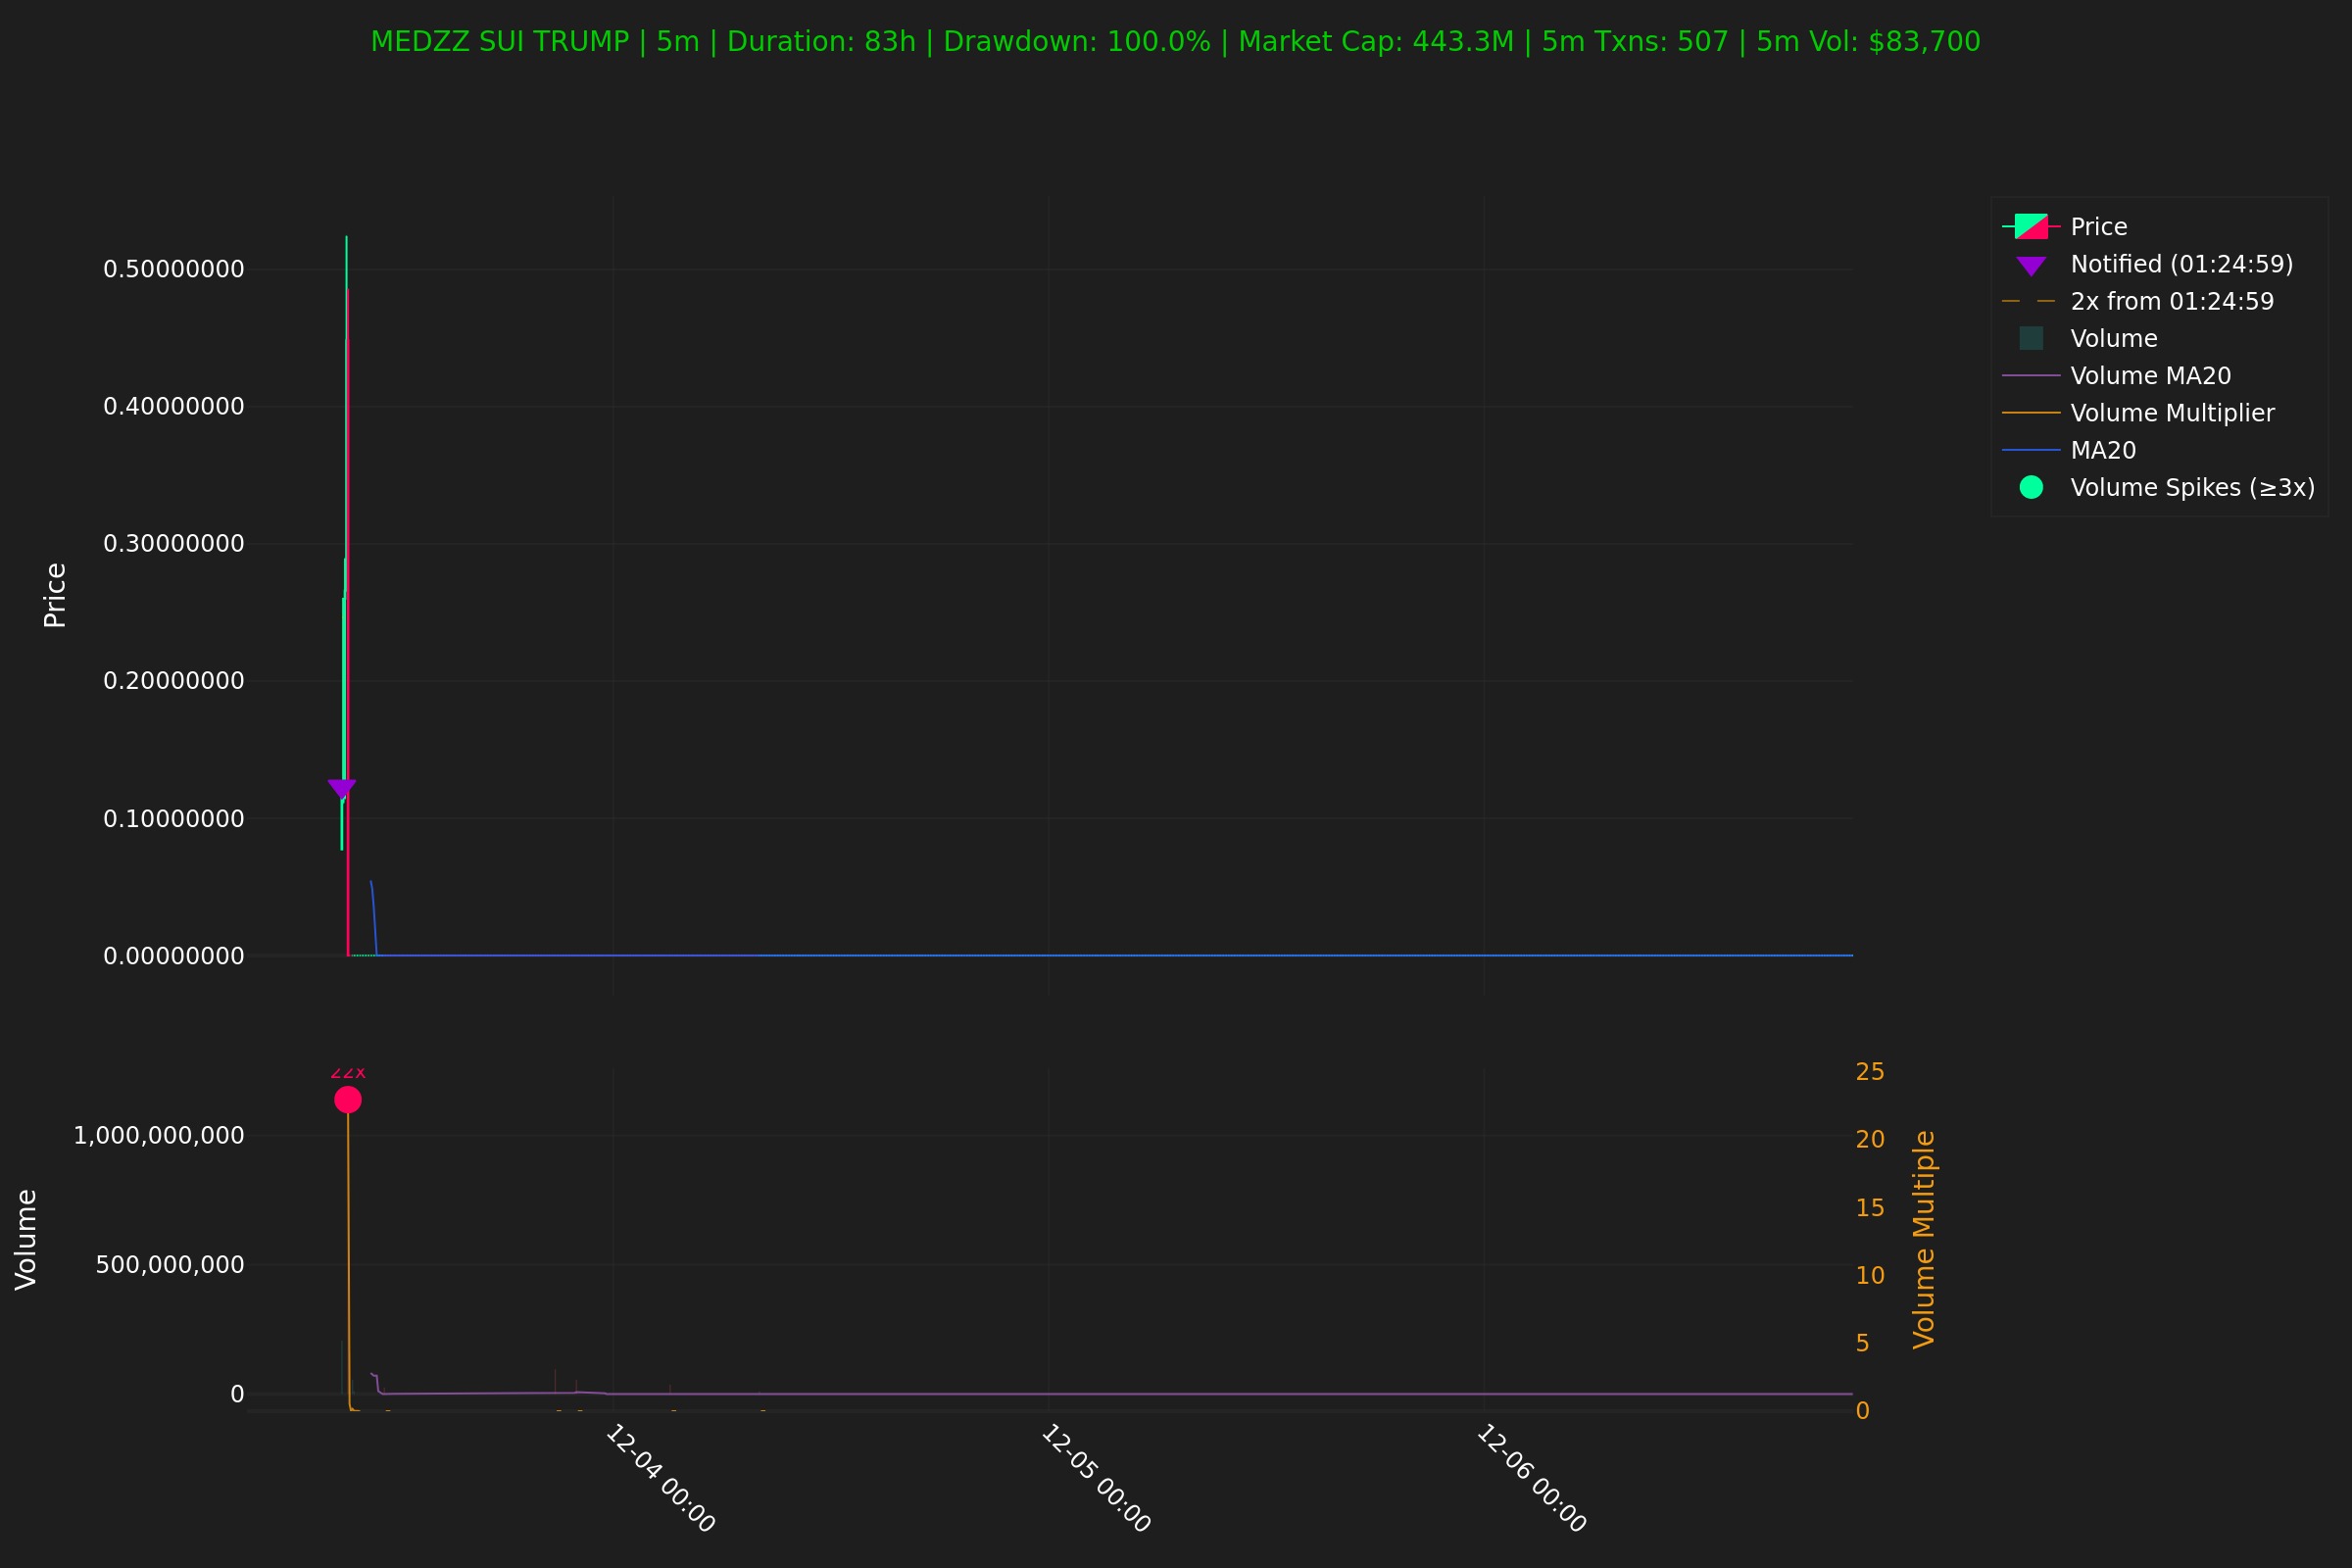 MEDZZ SUI TRUMP | 5m | Duration: 83h | Drawdown: 100.0% | Market Cap: 443.3M | 5m Txns: 507 | 5m Vol: $83,700
Price
0.50000000
0.40000000
0.30000000
0.20000000
0.10000000
0.00000000
Price
Notified (01:24:59)
2x from 01:24:59
Volume
Volume MA20
Volume Multiplier
MA20
Volume Spikes (≥3x)
22x
Volume
1,000,000,000
500,000,000
0
25
20
15
10
5
0
Volume Multiple
12-04 00:00
12-05 00:00
12-06 00:00